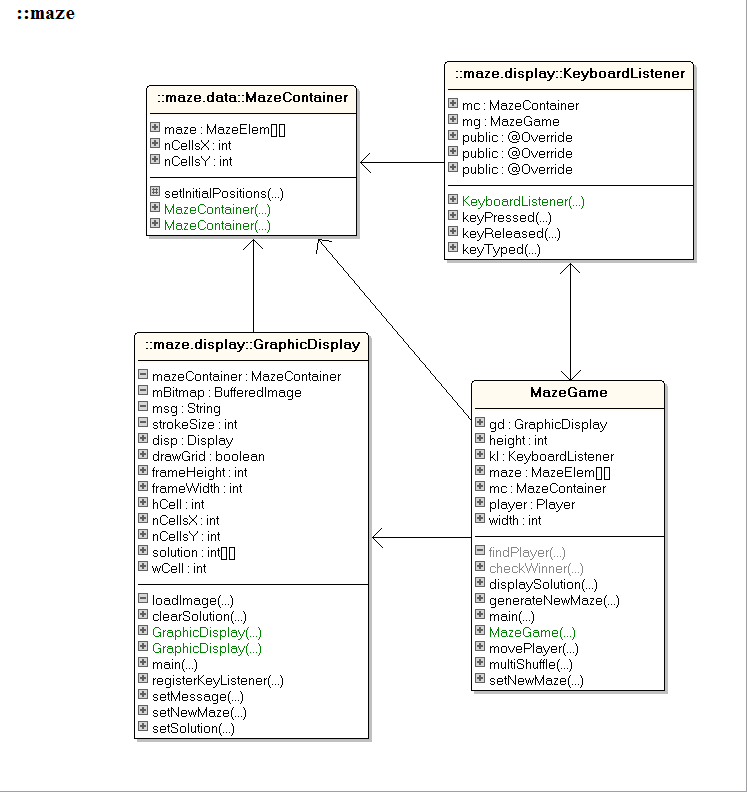 ::maze
::maze.data::MazeContainer
maze : MazeElem[][]
nCellsX : int
nCellsY : int
setInitialPositions(...)
MazeContainer(...)
MazeContainer(...)
::maze.display::KeyboardListener
mc : MazeContainer
mg : MazeGame
public : @Override
public : @Override
public : @Override
KeyboardListener(...)
keyPressed(...)
keyReleased(...)
keyTyped(...)
::maze.display::GraphicDisplay
mazeContainer : MazeContainer
mBitmap : BufferedImage
msg : String
strokeSize : int
disp : Display
drawGrid : boolean
frameHeight : int
frameWidth : int
hCell : int
nCellsX : int
nCellsY : int
solution : int[][]
wCell : int
loadImage(...)
clearSolution(...)
GraphicDisplay(...)
GraphicDisplay(...)
main(...)
registerKeyListener(...)
setMessage(...)
setNewMaze(...)
setSolution(...)
MazeGame
gd : GraphicDisplay
height : int
kl : KeyboardListener
maze : MazeElem[][]
mc : MazeContainer
player : Player
width : int
findPlayer(...)
checkWinner(...)
displaySolution(...)
generateNewMaze(...)
main(...)
MazeGame(...)
movePlayer(...)
multiShuffle(...)
setNewMaze(...)